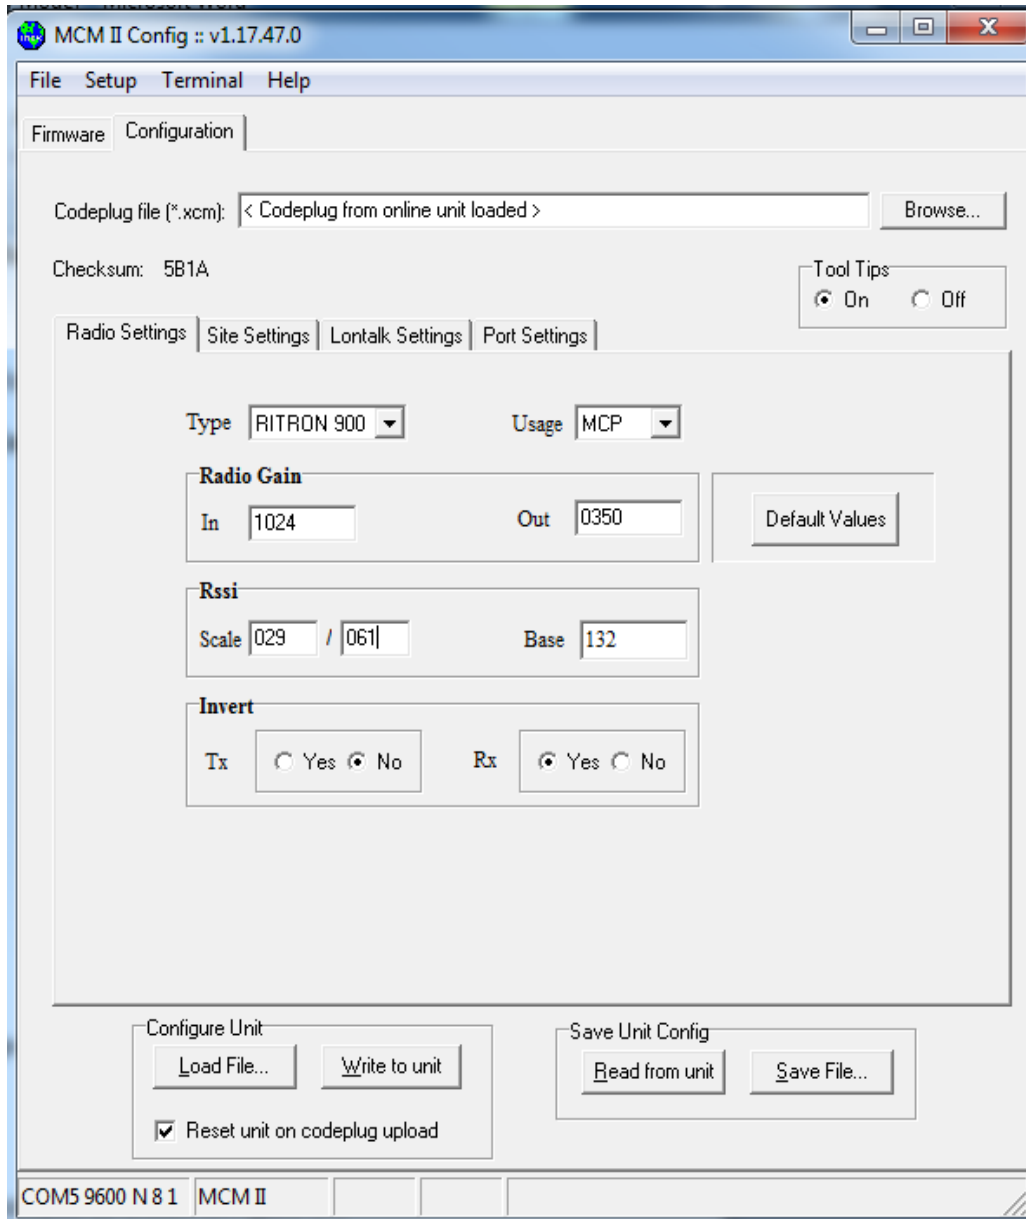 MCM II Config :: v1.17.47.0
File Setup Terminal Help
Firmware Configuration
Codeplug file (*.xcm): < Codeplug from online unit loaded > Browse...
Checksum: 5B1A
Tool Tips
On Off
Radio Settings Site Settings Lontalk Settings Port Settings
Type RITRON 900 Usage MCP
Radio Gain
In 1024 Out 0350 Default Values
Rssi
Scale 029 / 061 Base 132
Invert
Tx Yes No Rx Yes No
Configure Unit Save Unit Config
Load File... Write to unit Read from unit Save File...
Reset unit on codeplug upload
COM5 9600 N 8 1 MCM II